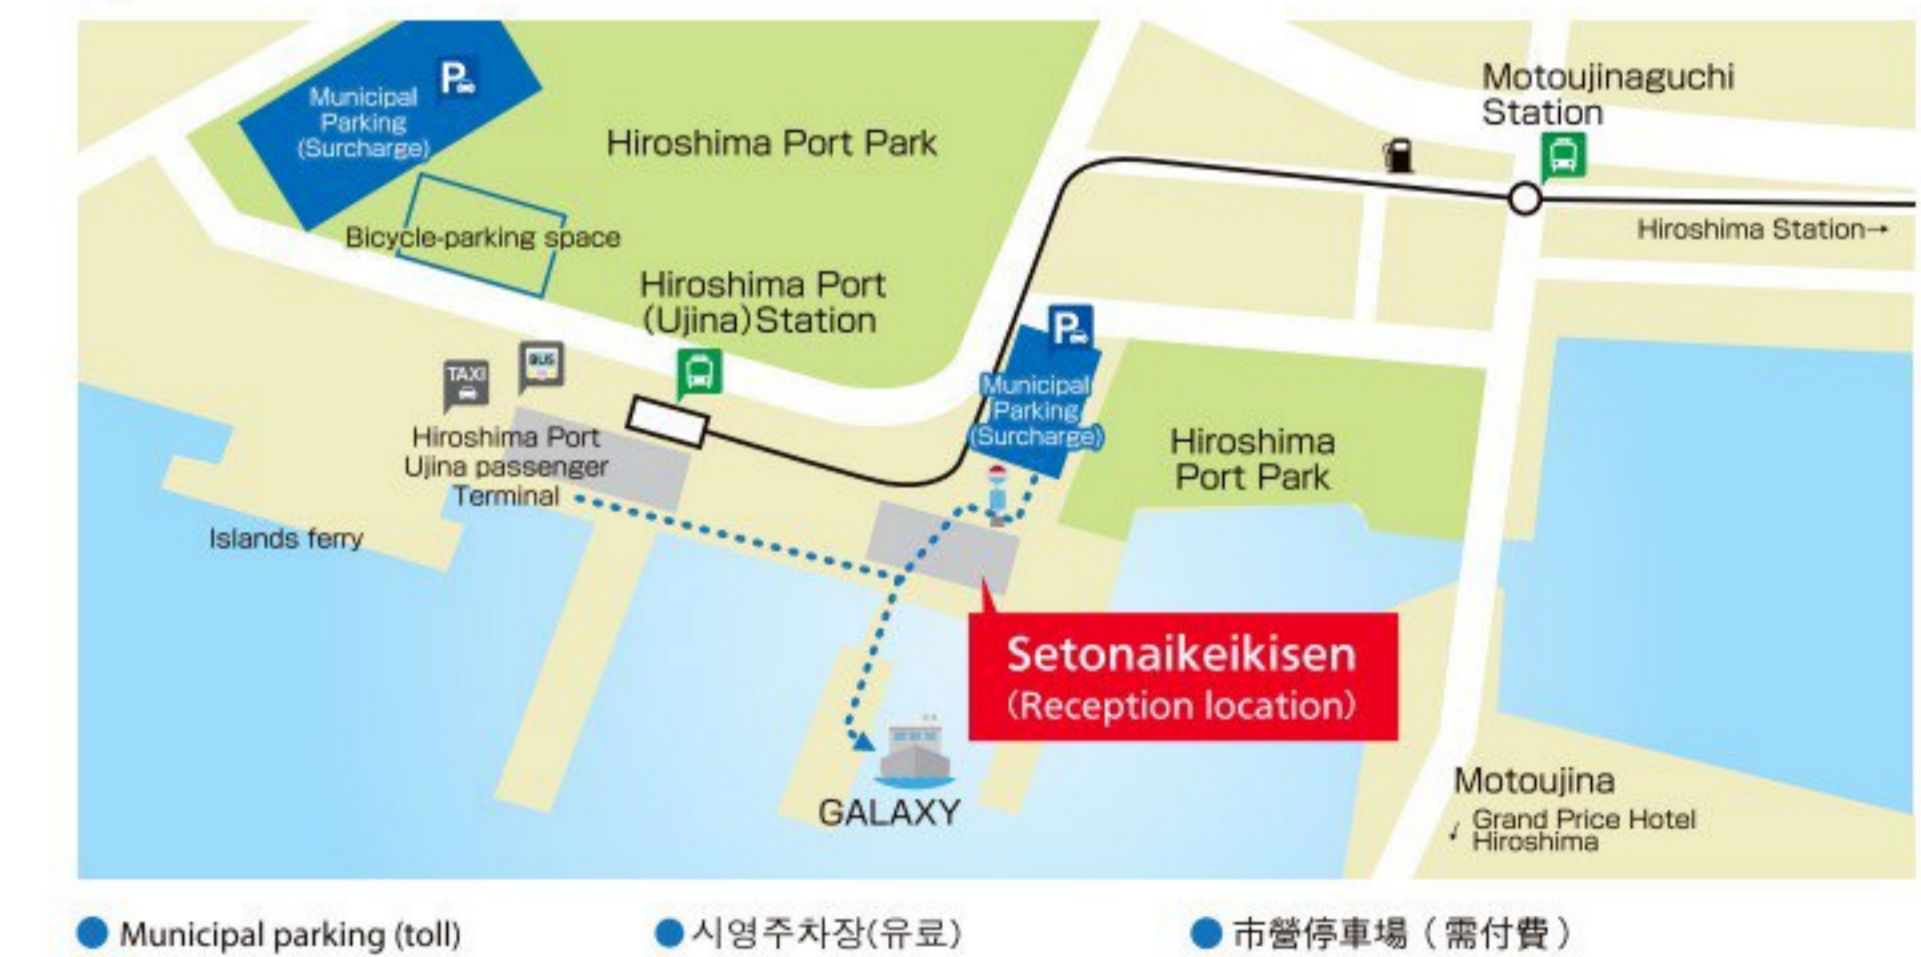 Municipal
Parking
(Surcharge)
P
Hiroshima Port Park
Motoujinaguchi
Station
Bicycle-parking space
Hiroshima Station→
Hiroshima Port
(Ujina)Station
TAXI
BUS
P
Municipal
Parking
(Surcharge)
Hiroshima Port
Ujina passenger
Terminal
Hiroshima
Port Park
Islands ferry
Setonaikeikisen
(Reception location)
GALAXY
Motoujina
Grand Price Hotel
Hiroshima
Municipal parking (toll)
시영주차장(유료)
市營停車場（需付費）